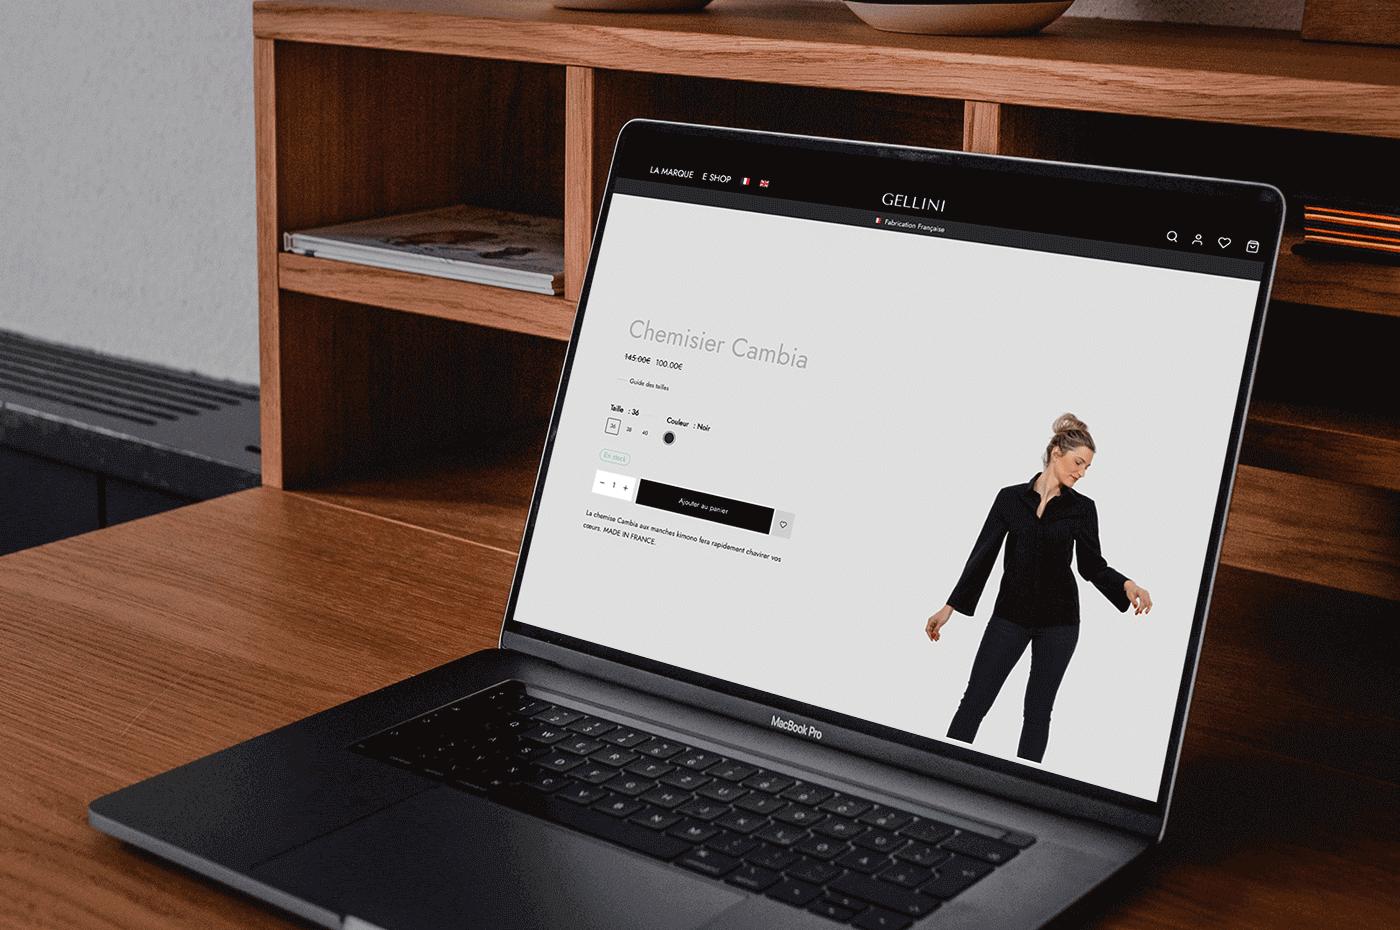 LA MARQUE E SHOP
GELLINI
Fabrication Française
Chemisier Cambia
145.00€ 100.00€
Guide des tailles
Taille : 36
Couleur : Noir
36 38 40
En stock
− 1 +
Ajouter au panier
La chemise Cambia aux manches kimono fera rapidement chavirer vos
cœurs. MADE IN FRANCE.
MacBook Pro